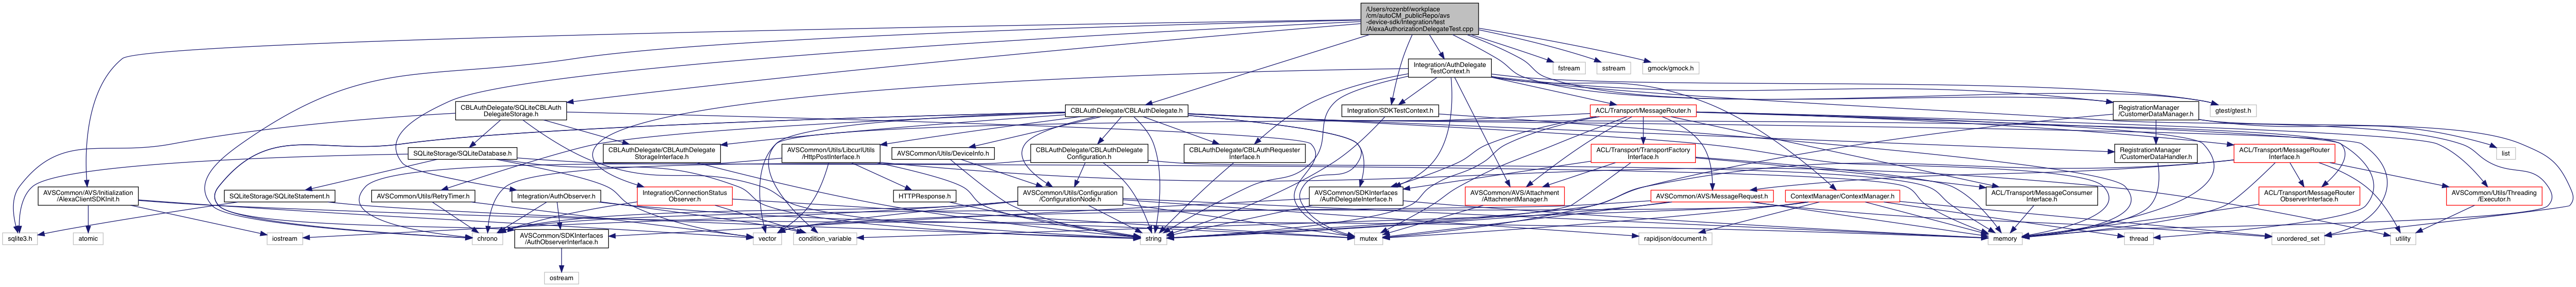 /Users/rozenbf/workplace
/cm/autoCM_publicRepo/avs
-device-sdk/Integration/test
/AlexaAuthorizationDelegateTest.cpp
Integration/AuthDelegate
TestContext.h
fstream
sstream
gmock/gmock.h
CBLAuthDelegate/SQLiteCBLAuth
DelegateStorage.h
CBLAuthDelegate/CBLAuthDelegate.h
Integration/SDKTestContext.h
ACL/Transport/MessageRouter.h
RegistrationManager
/CustomerDataManager.h
gtest/gtest.h
SQLiteStorage/SQLiteDatabase.h
CBLAuthDelegate/CBLAuthDelegate
StorageInterface.h
AVSCommon/Utils/LibcurlUtils
/HttpPostInterface.h
AVSCommon/Utils/DeviceInfo.h
CBLAuthDelegate/CBLAuthDelegate
Configuration.h
CBLAuthDelegate/CBLAuthRequester
Interface.h
ACL/Transport/TransportFactory
Interface.h
RegistrationManager
/CustomerDataHandler.h
ACL/Transport/MessageRouter
Interface.h
list
AVSCommon/AVS/Initialization
/AlexaClientSDKInit.h
SQLiteStorage/SQLiteStatement.h
AVSCommon/Utils/RetryTimer.h
Integration/AuthObserver.h
Integration/ConnectionStatus
Observer.h
HTTPResponse.h
AVSCommon/Utils/Configuration
/ConfigurationNode.h
AVSCommon/SDKInterfaces
/AuthDelegateInterface.h
AVSCommon/AVS/Attachment
/AttachmentManager.h
AVSCommon/AVS/MessageRequest.h
ContextManager/ContextManager.h
ACL/Transport/MessageConsumer
Interface.h
ACL/Transport/MessageRouter
ObserverInterface.h
AVSCommon/Utils/Threading
/Executor.h
sqlite3.h
atomic
iostream
chrono
AVSCommon/SDKInterfaces
/AuthObserverInterface.h
vector
condition_variable
string
mutex
rapidjson/document.h
memory
thread
unordered_set
utility
ostream